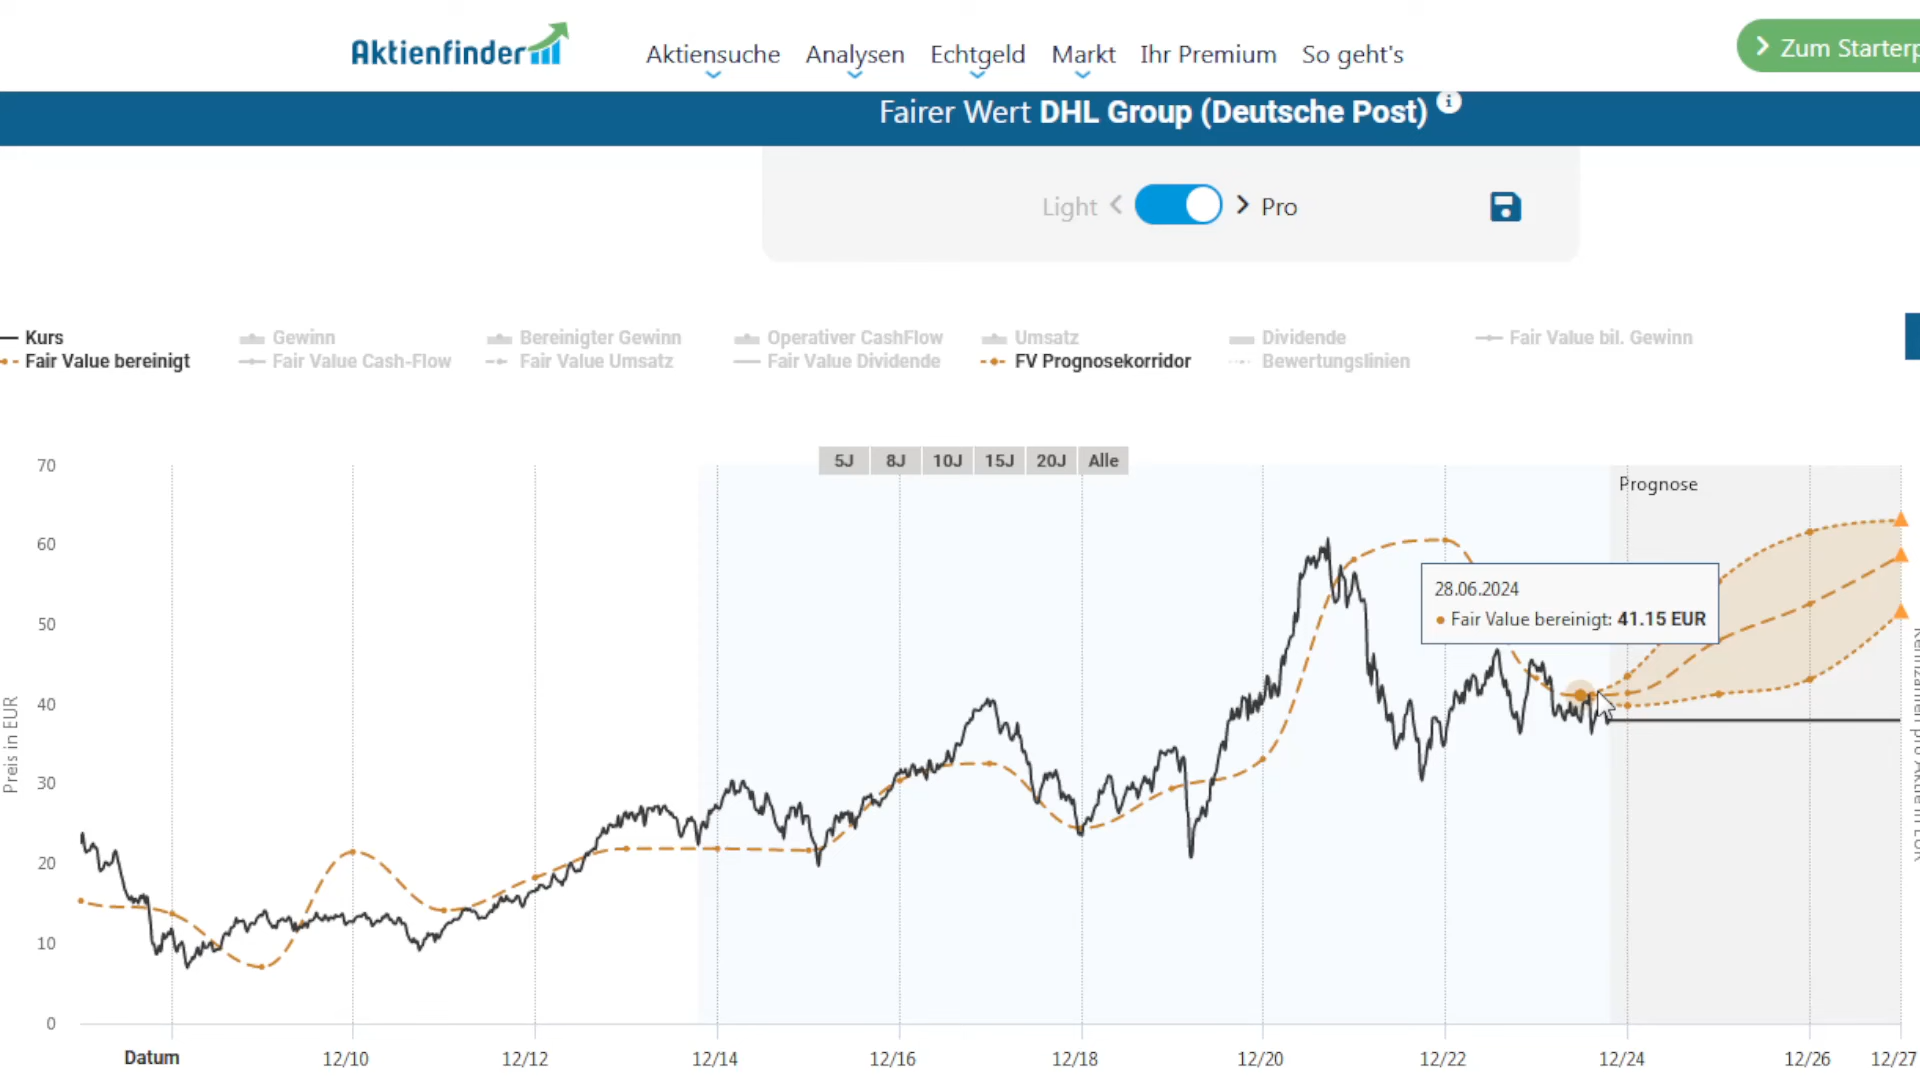 Aktienfinder
Aktiensuche Analysen Echtgeld Markt Ihr Premium So geht's
Zum Starterp
Fairer Wert DHL Group (Deutsche Post) i
Light < > Pro
Kurs Gewinn Bereinigter Gewinn Operativer CashFlow Umsatz Dividende Fair Value bil. Gewinn
Fair Value bereinigt Fair Value Cash-Flow Fair Value Umsatz Fair Value Dividende FV Prognosekorridor Bewertungslinien
5J 8J 10J 15J 20J Alle
Prognose
70
60
50
40
30
20
10
0
Preis in EUR
28.06.2024
Fair Value bereinigt: 41.15 EUR
Kennzahlen pro Aktie in EUR
Datum 12/10 12/12 12/14 12/16 12/18 12/20 12/22 12/24 12/26 12/27